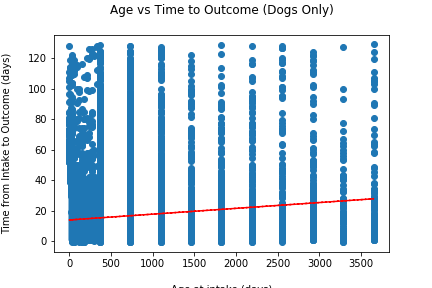 Age vs Time to Outcome (Dogs Only)
Time from Intake to Outcome (days)
120
100
80
60
40
20
0
0 500 1000 1500 2000 2500 3000 3500
Age at intake (days)